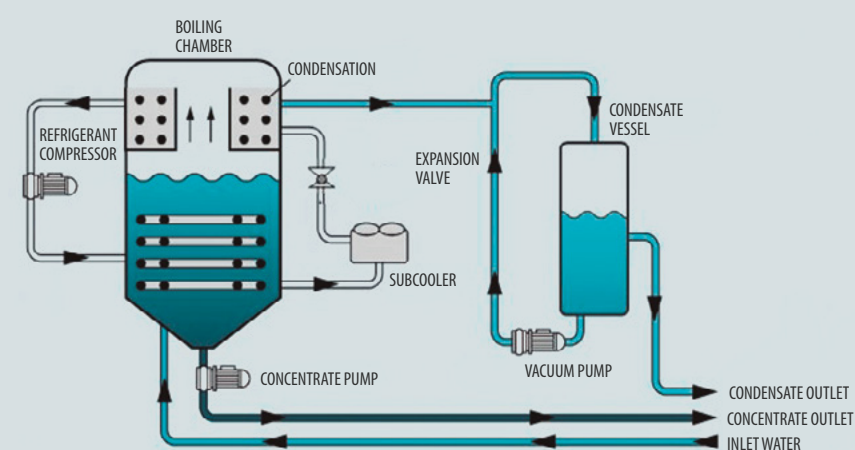 BOILING
CHAMBER
CONDENSATION
REFRIGERANT
COMPRESSOR
CONDENSATE
VESSEL
EXPANSION
VALVE
SUBCOOLER
VACUUM PUMP
CONCENTRATE PUMP
CONDENSATE OUTLET
CONCENTRATE OUTLET
INLET WATER